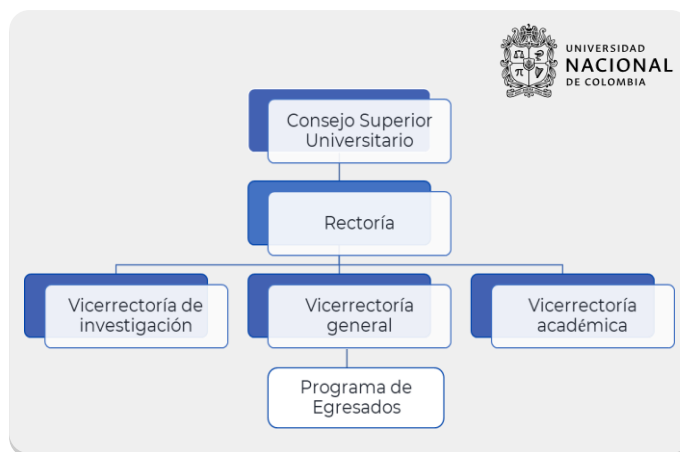 UNIVERSIDAD
NACIONAL
DE COLOMBIA
Consejo Superior
Universitario
Rectoría
Vicerrectoría de
investigación
Vicerrectoría
general
Vicerrectoría
académica
Programa de
Egresados